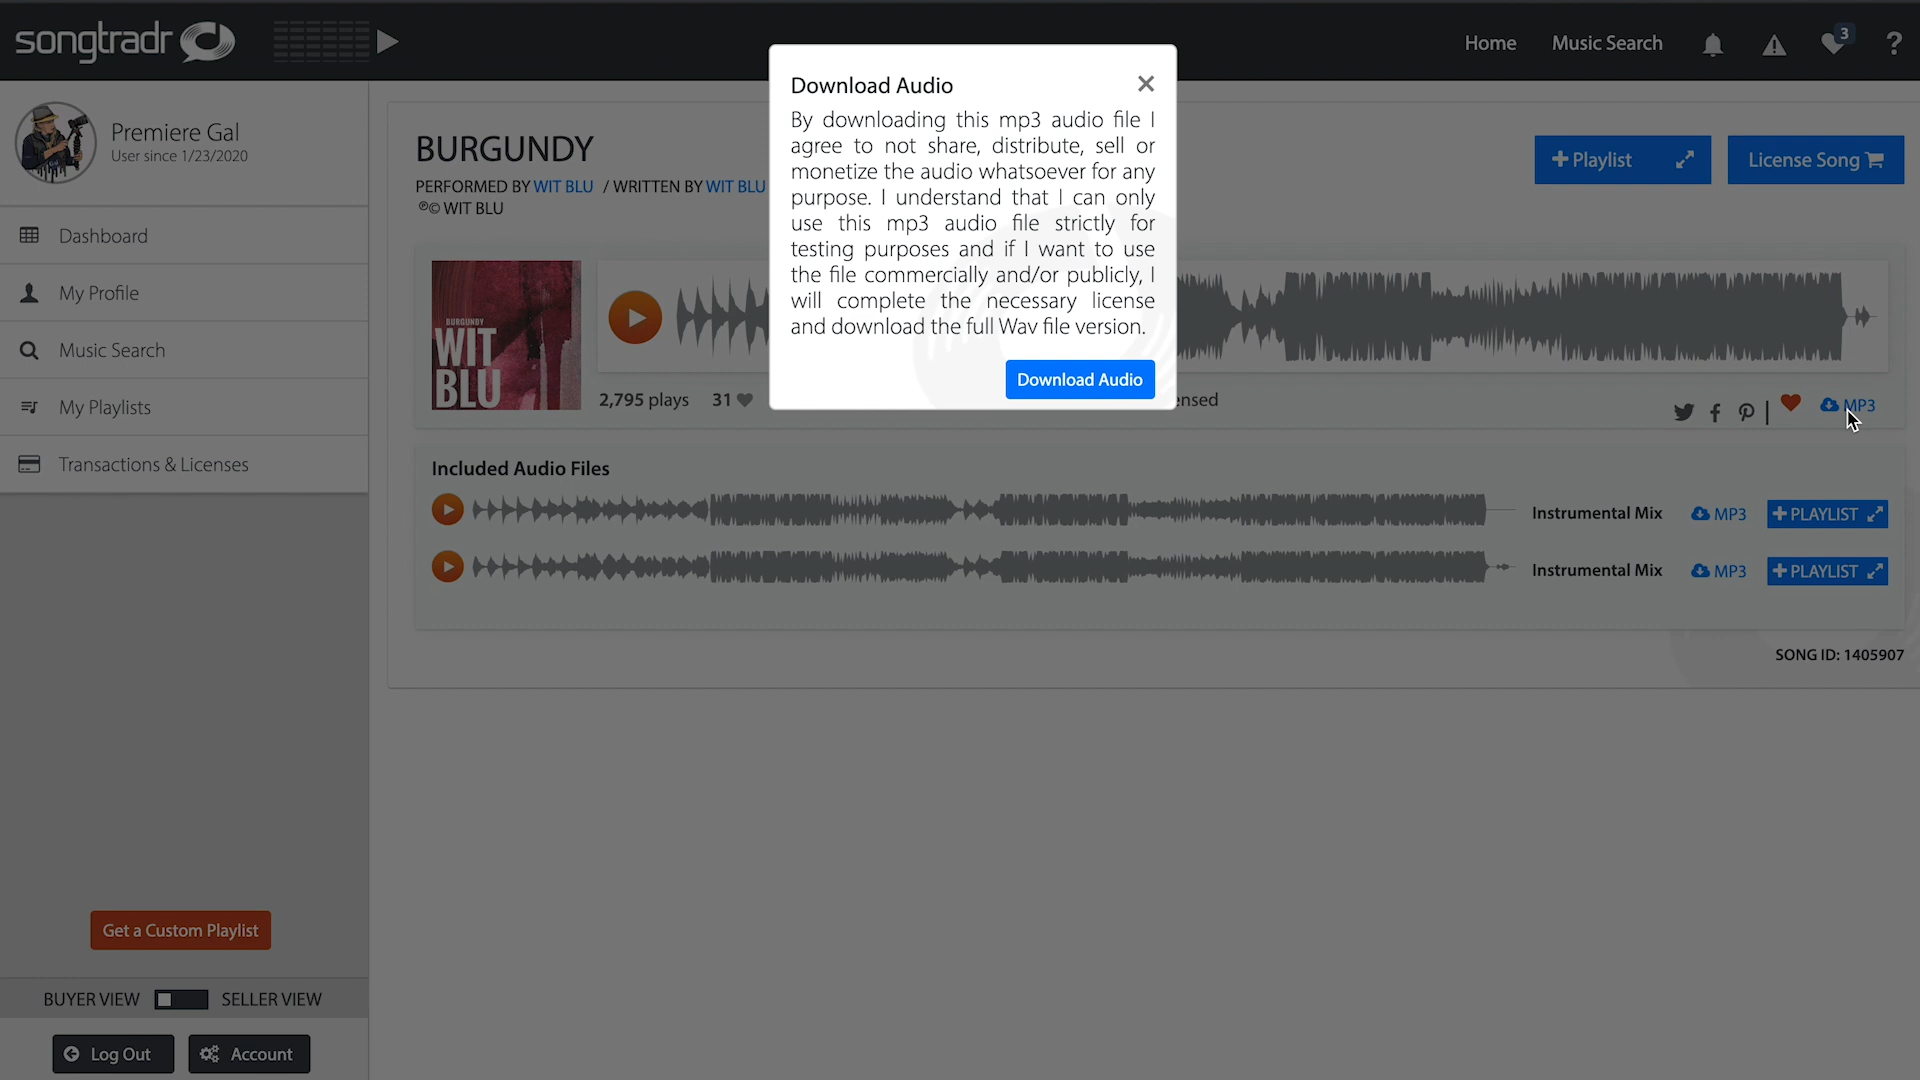 songtradr
Home
Music Search
3
?
Premiere Gal
User since 1/23/2020
Dashboard
My Profile
Music Search
My Playlists
Transactions & Licenses
Get a Custom Playlist
BUYER VIEW
SELLER VIEW
Log Out
Account
BURGUNDY
PERFORMED BY WIT BLU / WRITTEN BY WIT BLU
℗© WIT BLU
+ Playlist
License Song
BURGUNDY
WIT
BLU
2,795 plays
31
ensed
MP3
Download Audio
By downloading this mp3 audio file I
agree to not share, distribute, sell or
monetize the audio whatsoever for any
purpose. I understand that I can only
use this mp3 audio file strictly for
testing purposes and if I want to use
the file commercially and/or publicly, I
will complete the necessary license
and download the full Wav file version.
Download Audio
Included Audio Files
Instrumental Mix
MP3
+ PLAYLIST
Instrumental Mix
MP3
+ PLAYLIST
SONG ID: 1405907